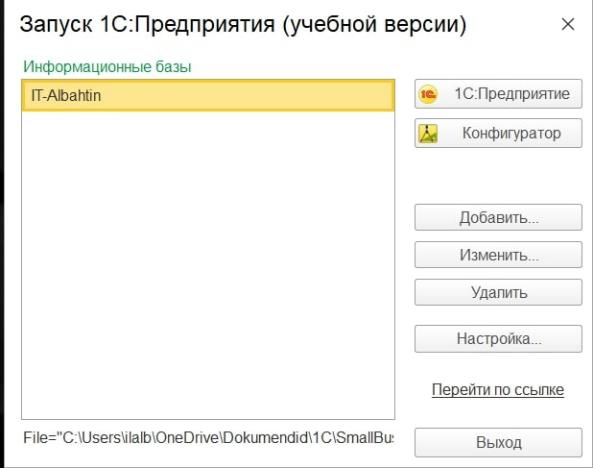 Запуск 1С:Предприятия (учебной версии)
Информационные базы
IT-Albahtin
1С:Предприятие
Конфигуратор
Добавить...
Изменить...
Удалить
Настройка...
Перейти по ссылке
File="C:\Users\ilalb\OneDrive\Dokumendid\1C\SmallBu
Выход